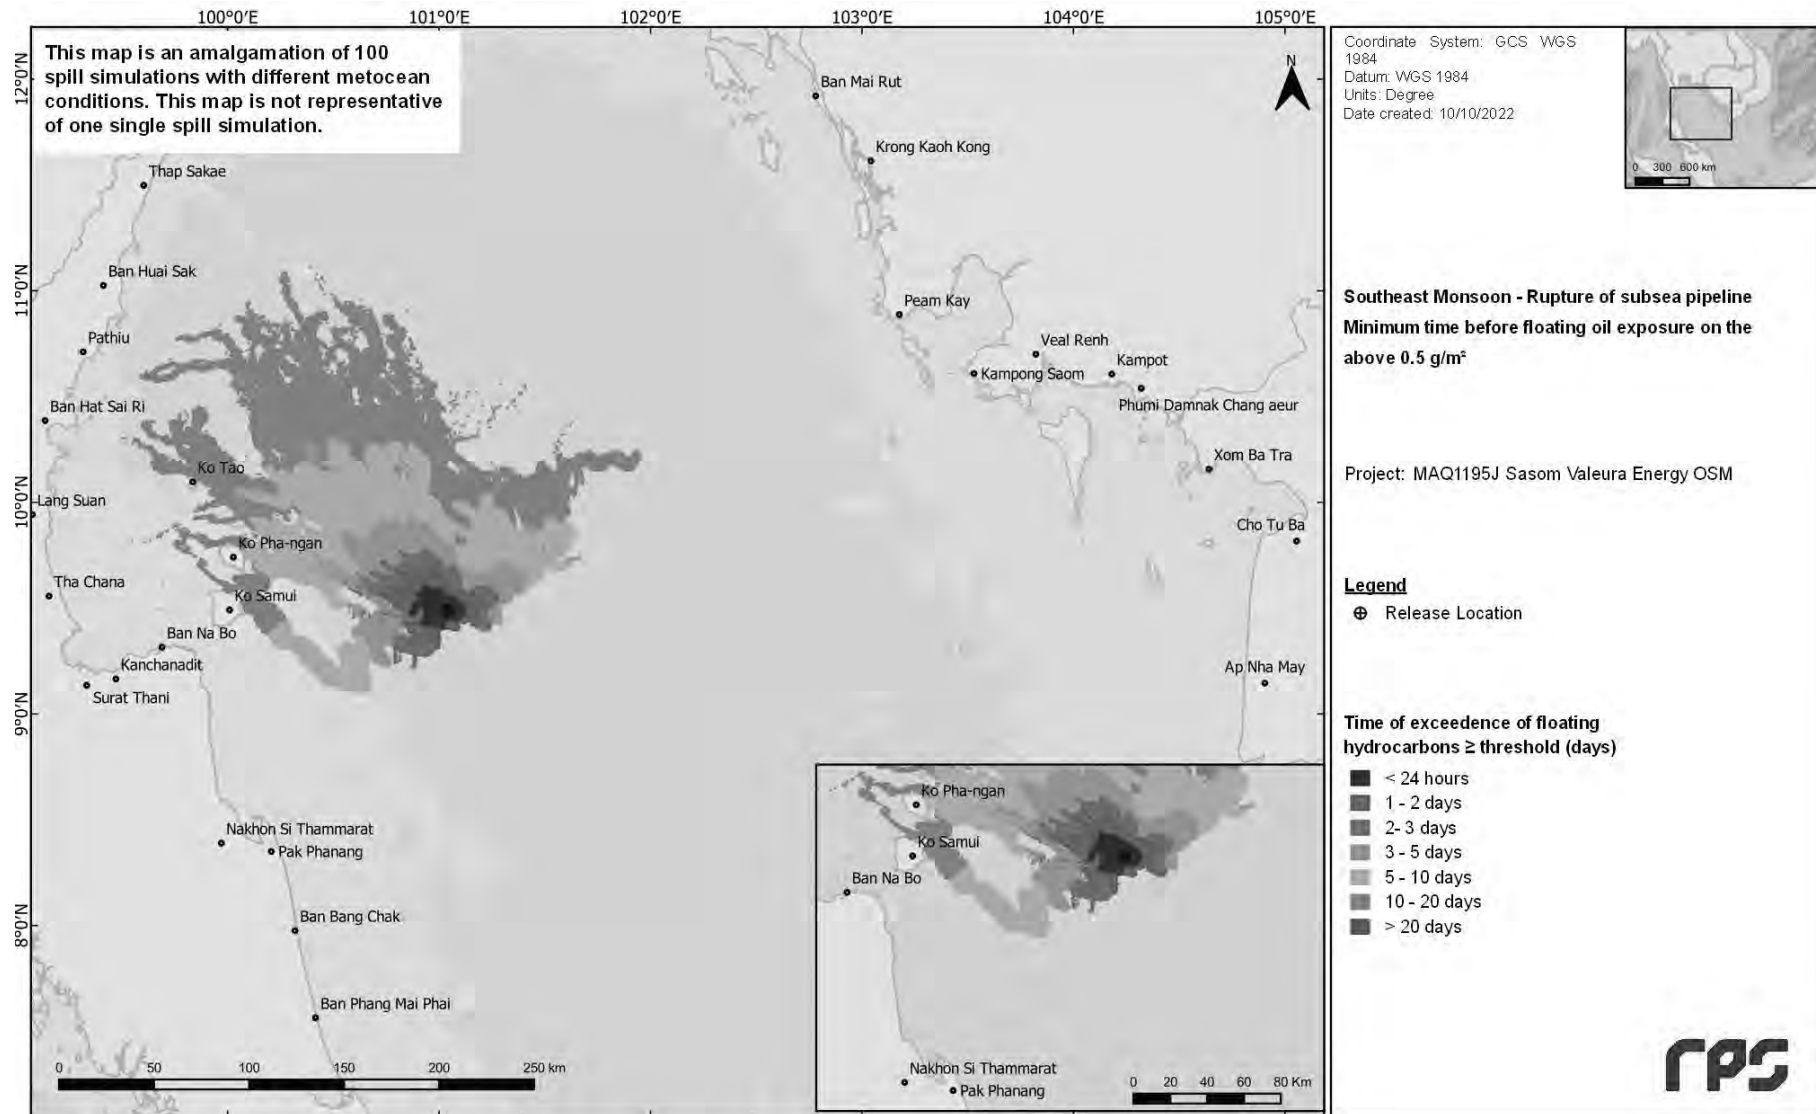 100°0'E 101°0'E 102°0'E 103°0'E 104°0'E 105°0'E
12°0'N
11°0'N
10°0'N
9°0'N
8°0'N
This map is an amalgamation of 100
spill simulations with different metocean
conditions. This map is not representative
of one single spill simulation.
N
Ban Mai Rut
Krong Kaoh Kong
Thap Sakae
Ban Huai Sak
Peam Kay
Pathiu
Veal Renh
Kampot
Kampong Saom
Ban Hat Sai Ri
Phumi Damnak Chang aeur
Ko Tao
Xom Ba Tra
Lang Suan
Cho Tu Ba
Ko Pha-ngan
Tha Chana
Ko Samui
Ban Na Bo
Kanchanadit
Ap Nha May
Surat Thani
Nakhon Si Thammarat
Pak Phanang
Ban Bang Chak
Ban Phang Mai Phai
0 50 100 150 200 250 km
Ko Pha-ngan
Ko Samui
Ban Na Bo
Nakhon Si Thammarat
Pak Phanang
0 20 40 60 80 Km
Coordinate System: GCS WGS
1984
Datum: WGS 1984
Units: Degree
Date created: 10/10/2022
0 300 600 km
Southeast Monsoon - Rupture of subsea pipeline
Minimum time before floating oil exposure on the
above 0.5 g/m²
Project: MAQ1195J Sasom Valeura Energy OSM
Legend
Release Location
Time of exceedence of floating
hydrocarbons ≥ threshold (days)
< 24 hours
1 - 2 days
2- 3 days
3 - 5 days
5 - 10 days
10 - 20 days
> 20 days
rps